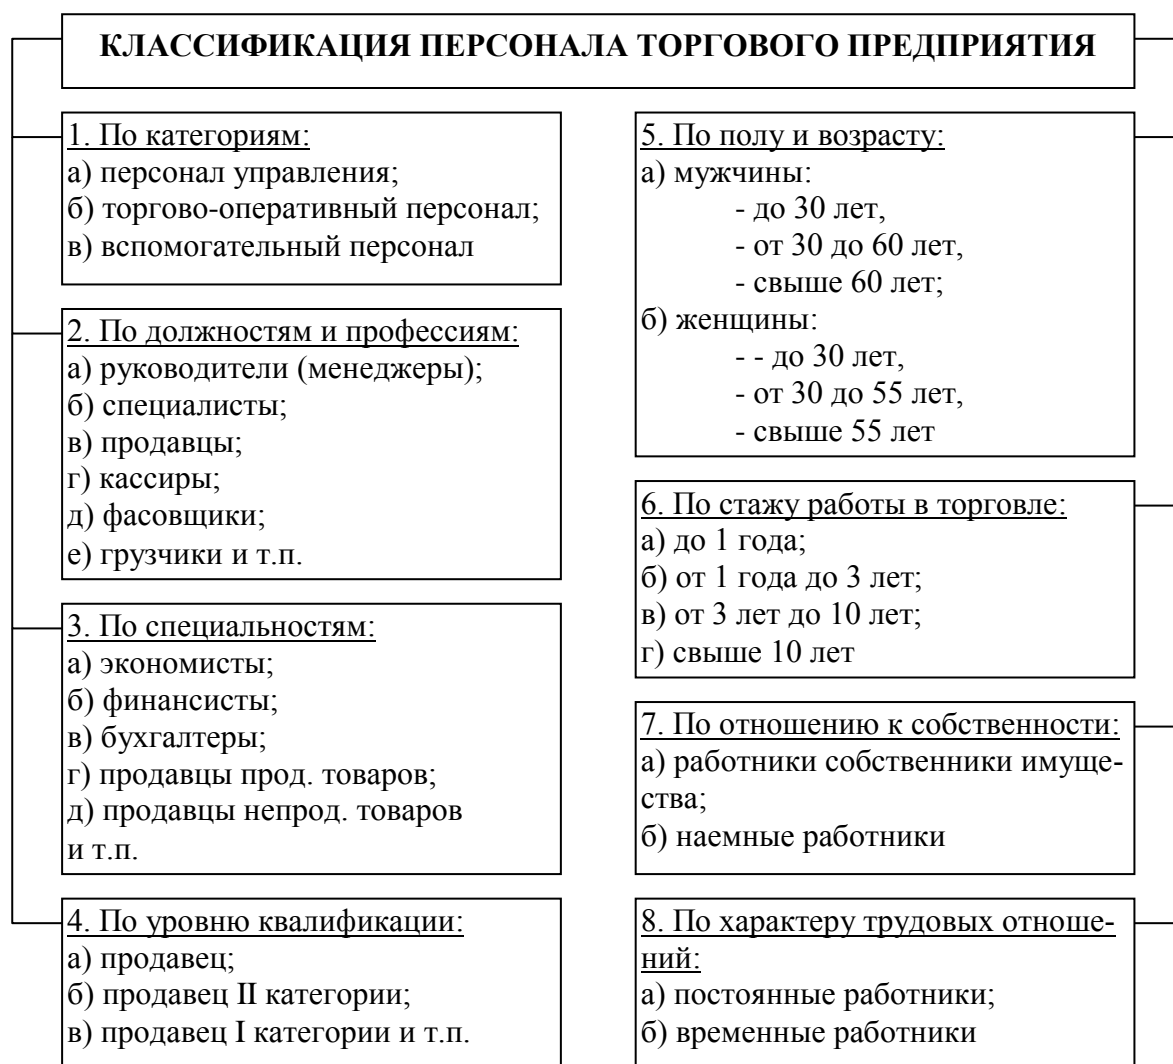 КЛАССИФИКАЦИЯ ПЕРСОНАЛА ТОРГОВОГО ПРЕДПРИЯТИЯ
1. По категориям:
а) персонал управления;
б) торгово-оперативный персонал;
в) вспомогательный персонал
2. По должностям и профессиям:
а) руководители (менеджеры);
б) специалисты;
в) продавцы;
г) кассиры;
д) фасовщики;
е) грузчики и т.п.
3. По специальностям:
а) экономисты;
б) финансисты;
в) бухгалтеры;
г) продавцы прод. товаров;
д) продавцы непрод. товаров
и т.п.
4. По уровню квалификации:
а) продавец;
б) продавец II категории;
в) продавец I категории и т.п.
5. По полу и возрасту:
а) мужчины:
- до 30 лет,
- от 30 до 60 лет,
- свыше 60 лет;
б) женщины:
- - до 30 лет,
- от 30 до 55 лет,
- свыше 55 лет
6. По стажу работы в торговле:
а) до 1 года;
б) от 1 года до 3 лет;
в) от 3 лет до 10 лет;
г) свыше 10 лет
7. По отношению к собственности:
а) работники собственники имуще-
ства;
б) наемные работники
8. По характеру трудовых отноше-
ний:
а) постоянные работники;
б) временные работники